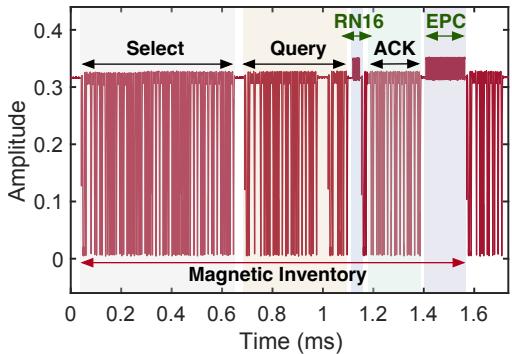 RN16 EPC
Select Query ACK
0.4
0.3
0.2
0.1
0
Amplitude
Magnetic Inventory
0 0.2 0.4 0.6 0.8 1 1.2 1.4 1.6
Time (ms)